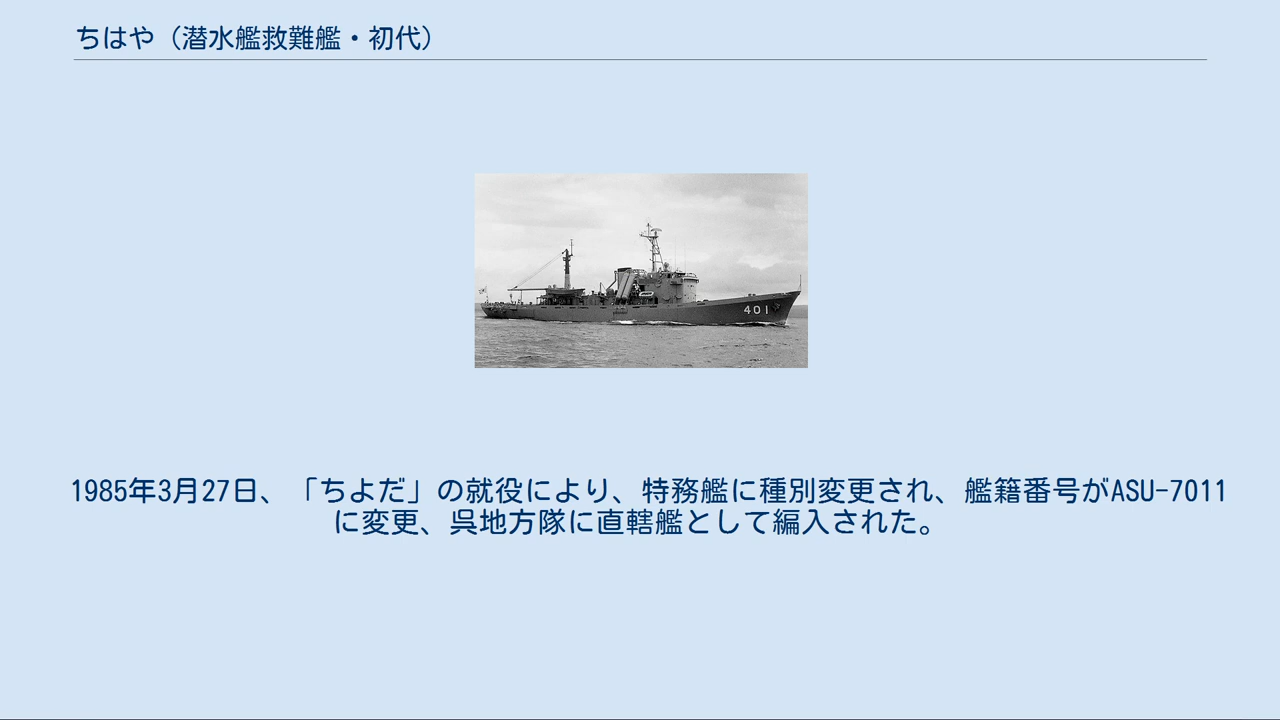 ちはや（潜水艦救難艦・初代）
401
1985年3月27日、「ちよだ」の就役により、特務艦に種別変更され、艦籍番号がASU-7011
に変更、呉地方隊に直轄艦として編入された。